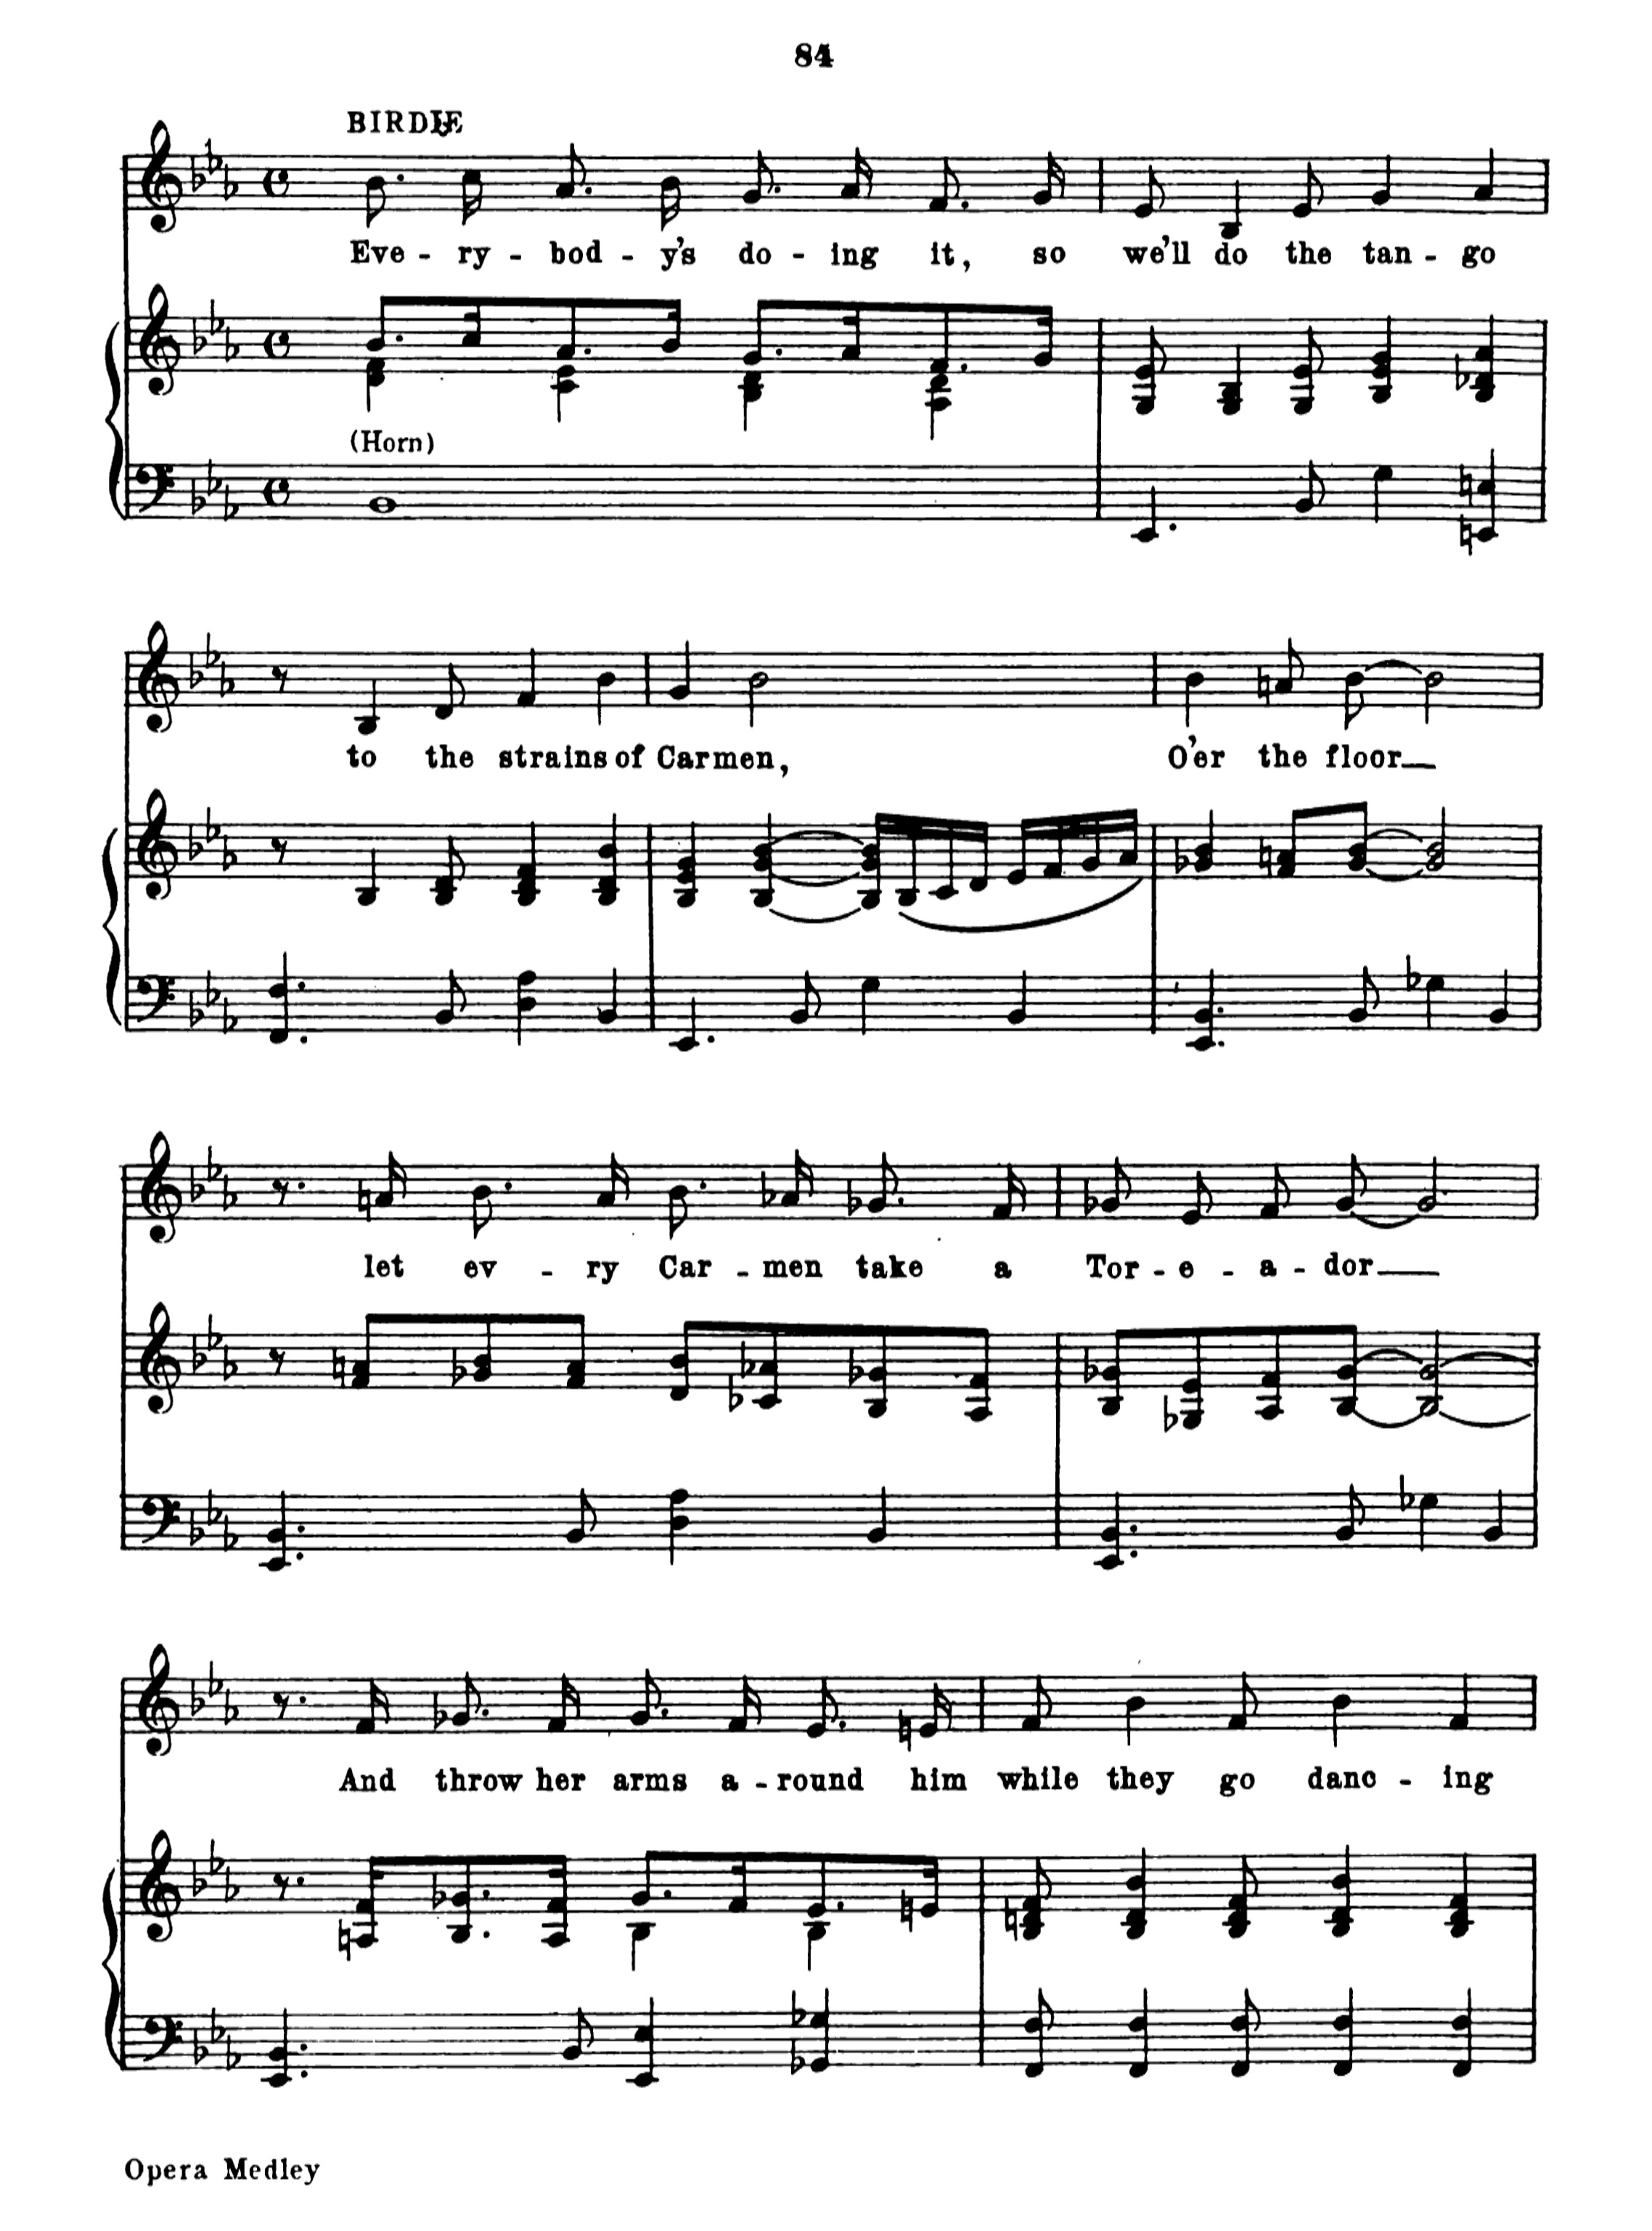 84
BIRDIE
Eve - ry - bod - y's do - ing it, so we'll do the tan - go
(Horn)
to the strains of Carmen, O'er the floor
let ev - ry Car - men take a Tor - e - a - dor
And throw her arms a - round him while they go danc - ing
Opera Medley